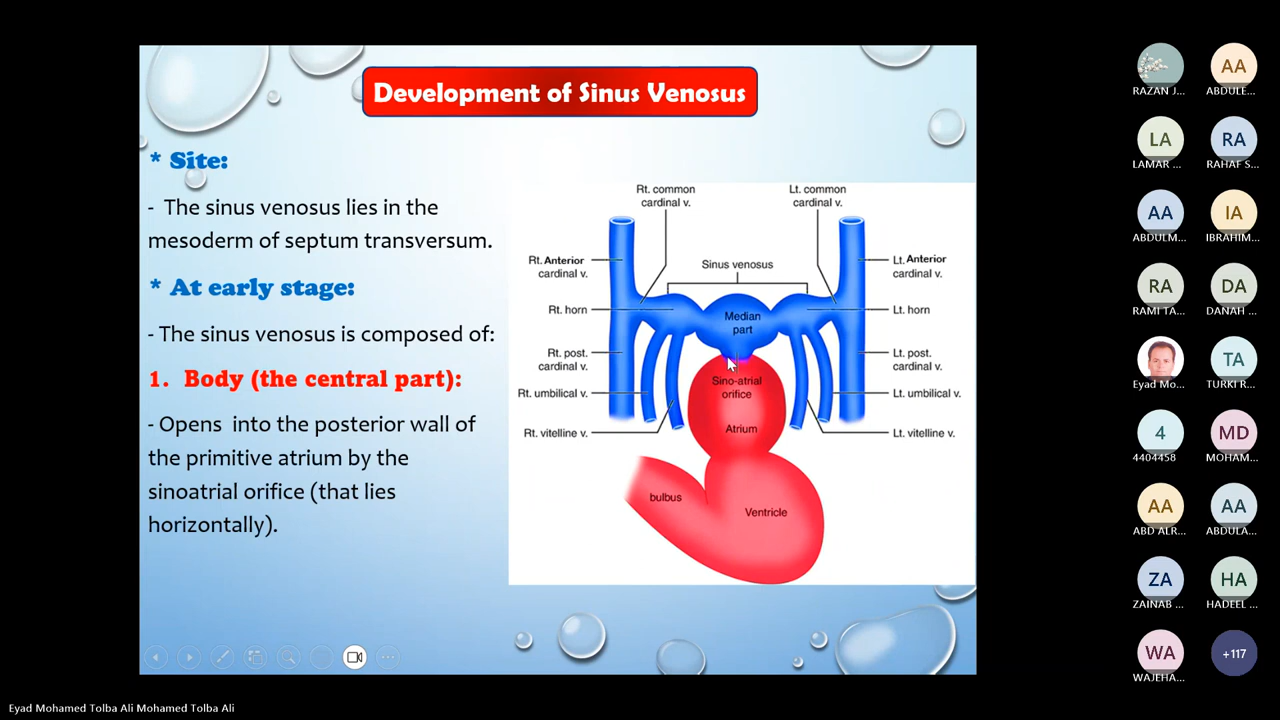 Development of Sinus Venosus
* Site:
- The sinus venosus lies in the
mesoderm of septum transversum.
* At early stage:
- The sinus venosus is composed of:
1. Body (the central part):
- Opens into the posterior wall of
the primitive atrium by the
sinoatrial orifice (that lies
horizontally).
Rt. common
cardinal v.
Lt. common
cardinal v.
Rt. Anterior
cardinal v.
Sinus venosus
Lt. Anterior
cardinal v.
Rt. horn
Median
part
Lt. horn
Rt. post.
cardinal v.
Lt. post.
cardinal v.
Sino-atrial
orifice
Rt. umbilical v.
Lt. umbilical v.
Rt. vitelline v.
Atrium
Lt. vitelline v.
bulbus
Ventricle
RAZAN J...
AA
ABDULE...
LA
LAMAR ...
RA
RAHAF S...
AA
ABDULM...
IA
IBRAHIM...
RA
RAMI TA...
DA
DANAH ...
Eyad Mo...
TA
TURKI R...
4
4404458
MD
MOHAM...
AA
ABD ALR...
AA
ABDULA...
ZA
ZAINAB ...
HA
HADEEL ...
WA
WAJEHA...
+117
Eyad Mohamed Tolba Ali Mohamed Tolba Ali